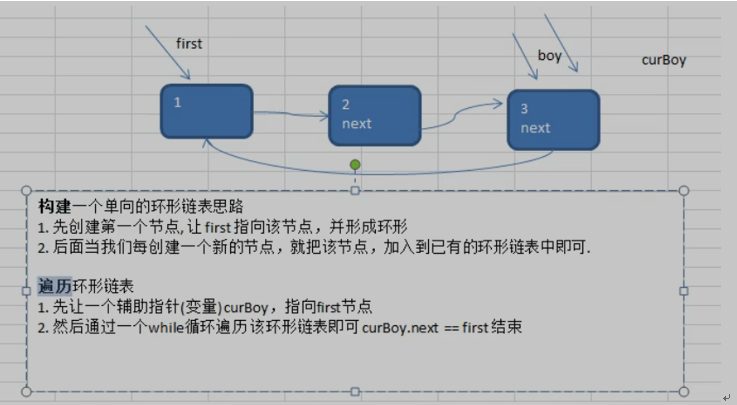 first
boy
curBoy
1
2
next
3
next
构建一个单向的环形链表思路
1. 先创建第一个节点, 让 first 指向该节点，并形成环形
2. 后面当我们每创建一个新的节点，就把该节点，加入到已有的环形链表中即可.
遍历环形链表
1. 先让一个辅助指针(变量) curBoy，指向first节点
2. 然后通过一个while循环遍历该环形链表即可 curBoy.next == first 结束